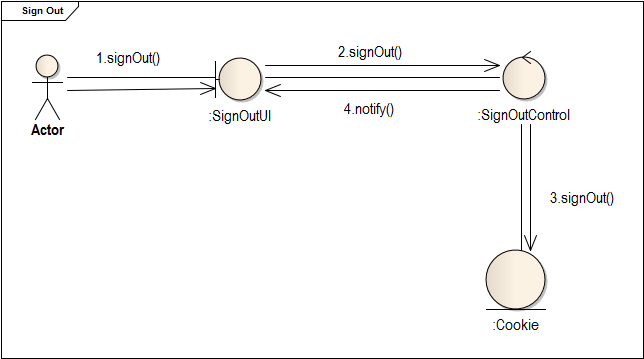 Sign Out
1.signOut()
2.signOut()
Actor
:SignOutUI
4.notify()
:SignOutControl
3.signOut()
:Cookie